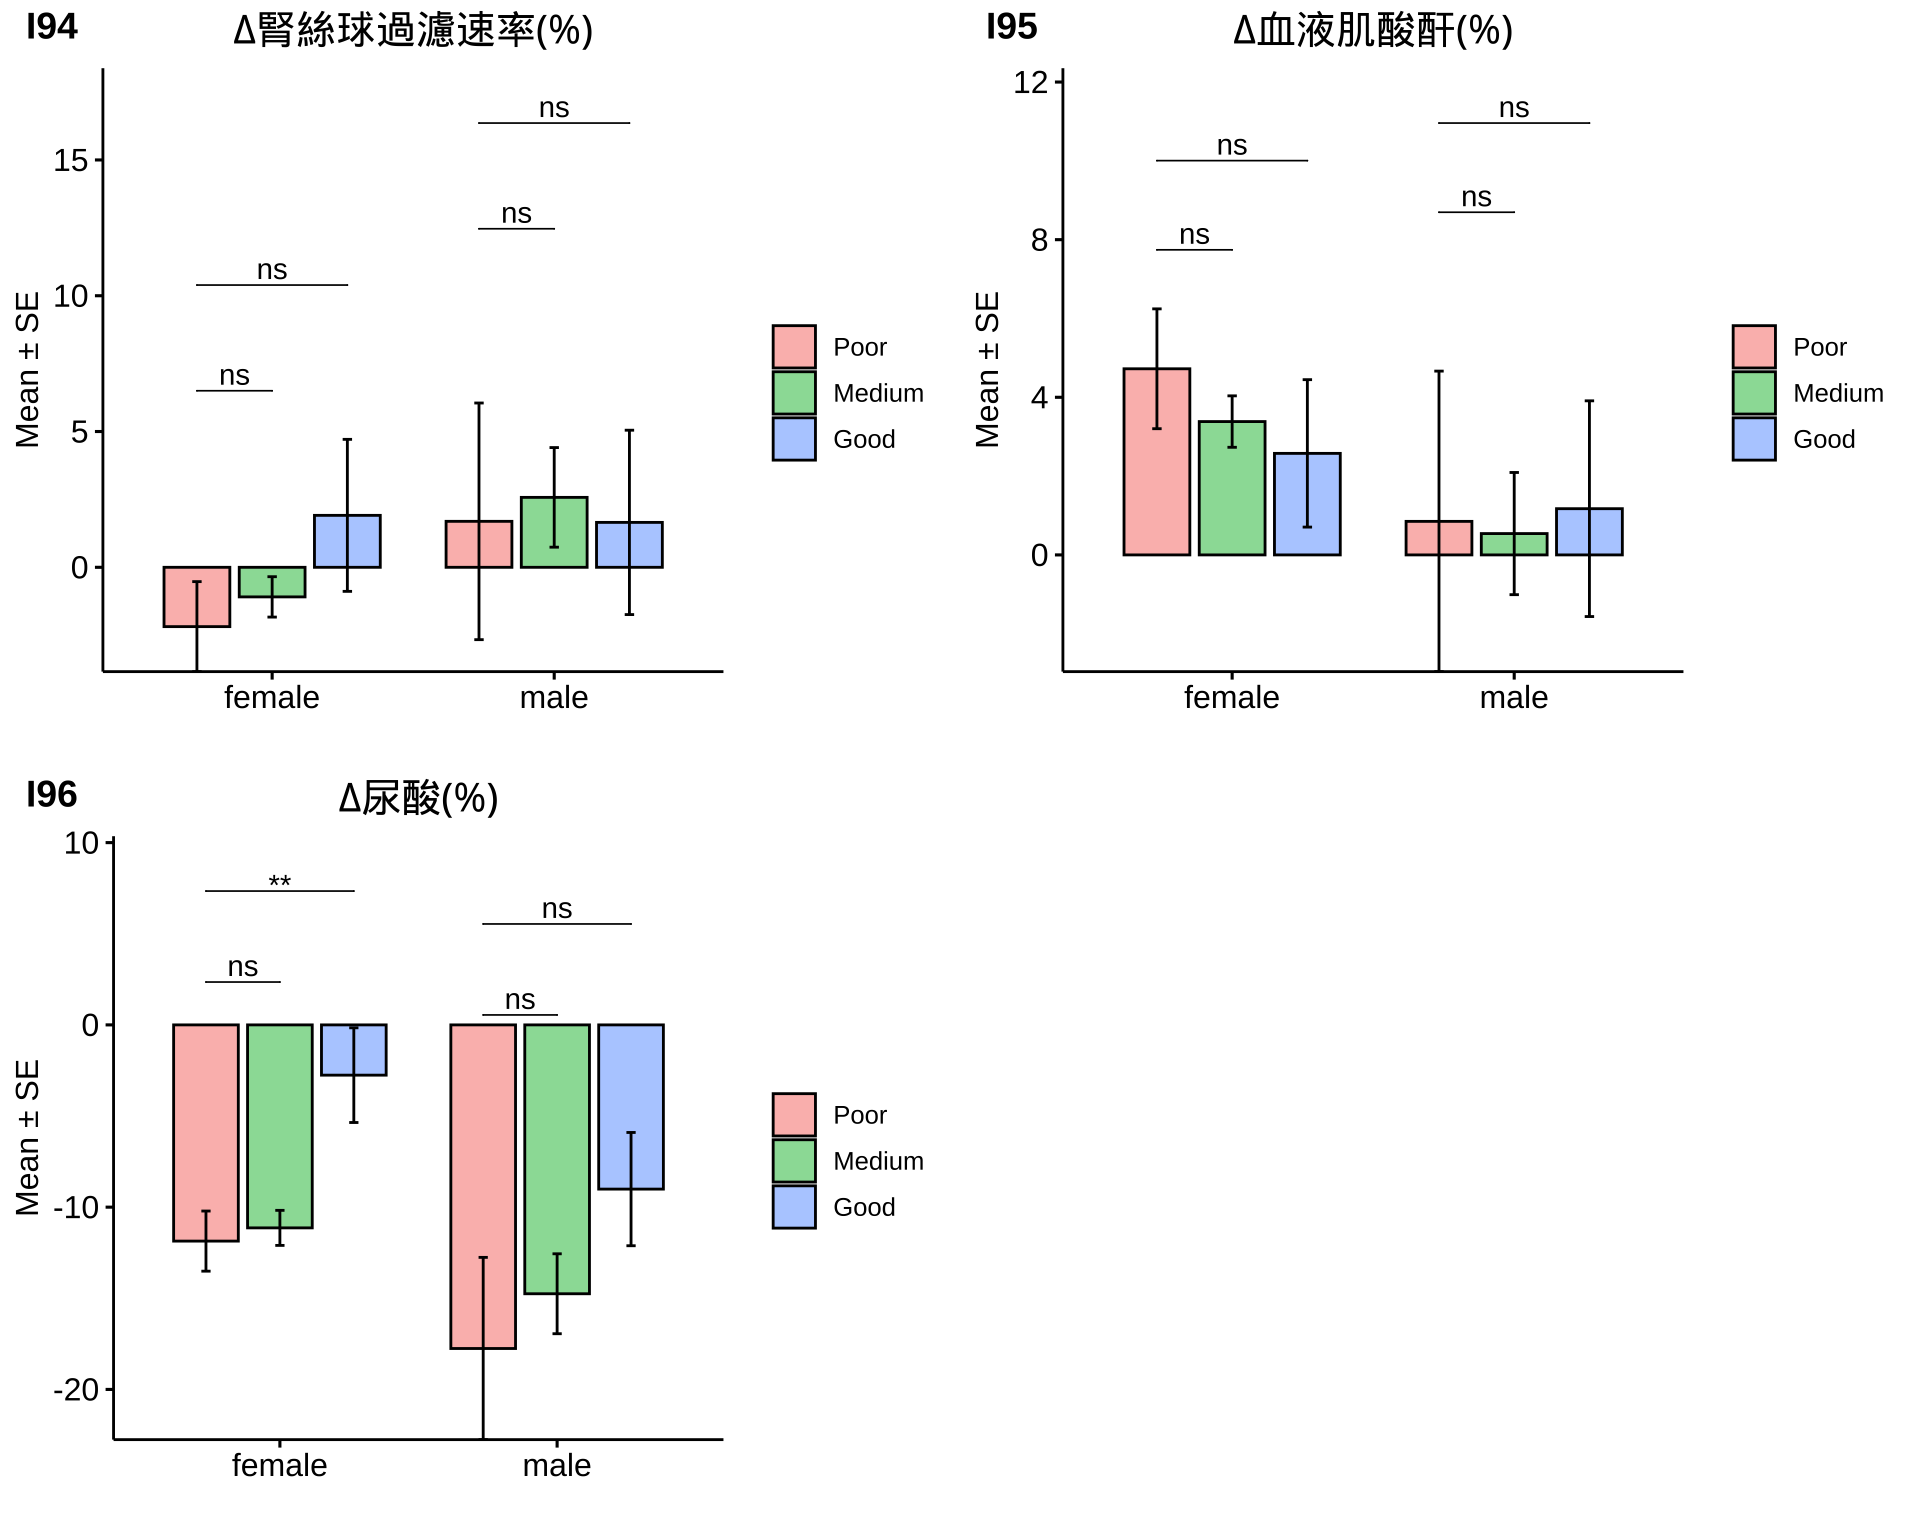 I94
Δ腎絲球過濾速率(%)
Mean ± SE
15
10
5
0
ns
ns
ns
ns
female
male
Poor
Medium
Good
I95
Δ血液肌酸酐(%)
Mean ± SE
12
8
4
0
ns
ns
ns
ns
female
male
Poor
Medium
Good
I96
Δ尿酸(%)
Mean ± SE
10
0
-10
-20
**
ns
ns
ns
female
male
Poor
Medium
Good